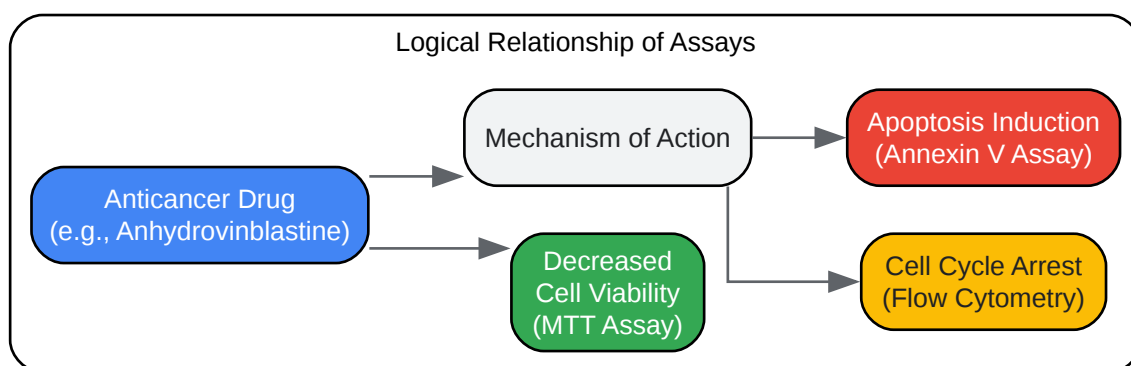 Logical Relationship of Assays
Mechanism of Action
Apoptosis Induction
(Annexin V Assay)
Anticancer Drug
(e.g., Anhydrovinblastine)
Decreased
Cell Viability
(MTT Assay)
Cell Cycle Arrest
(Flow Cytometry)